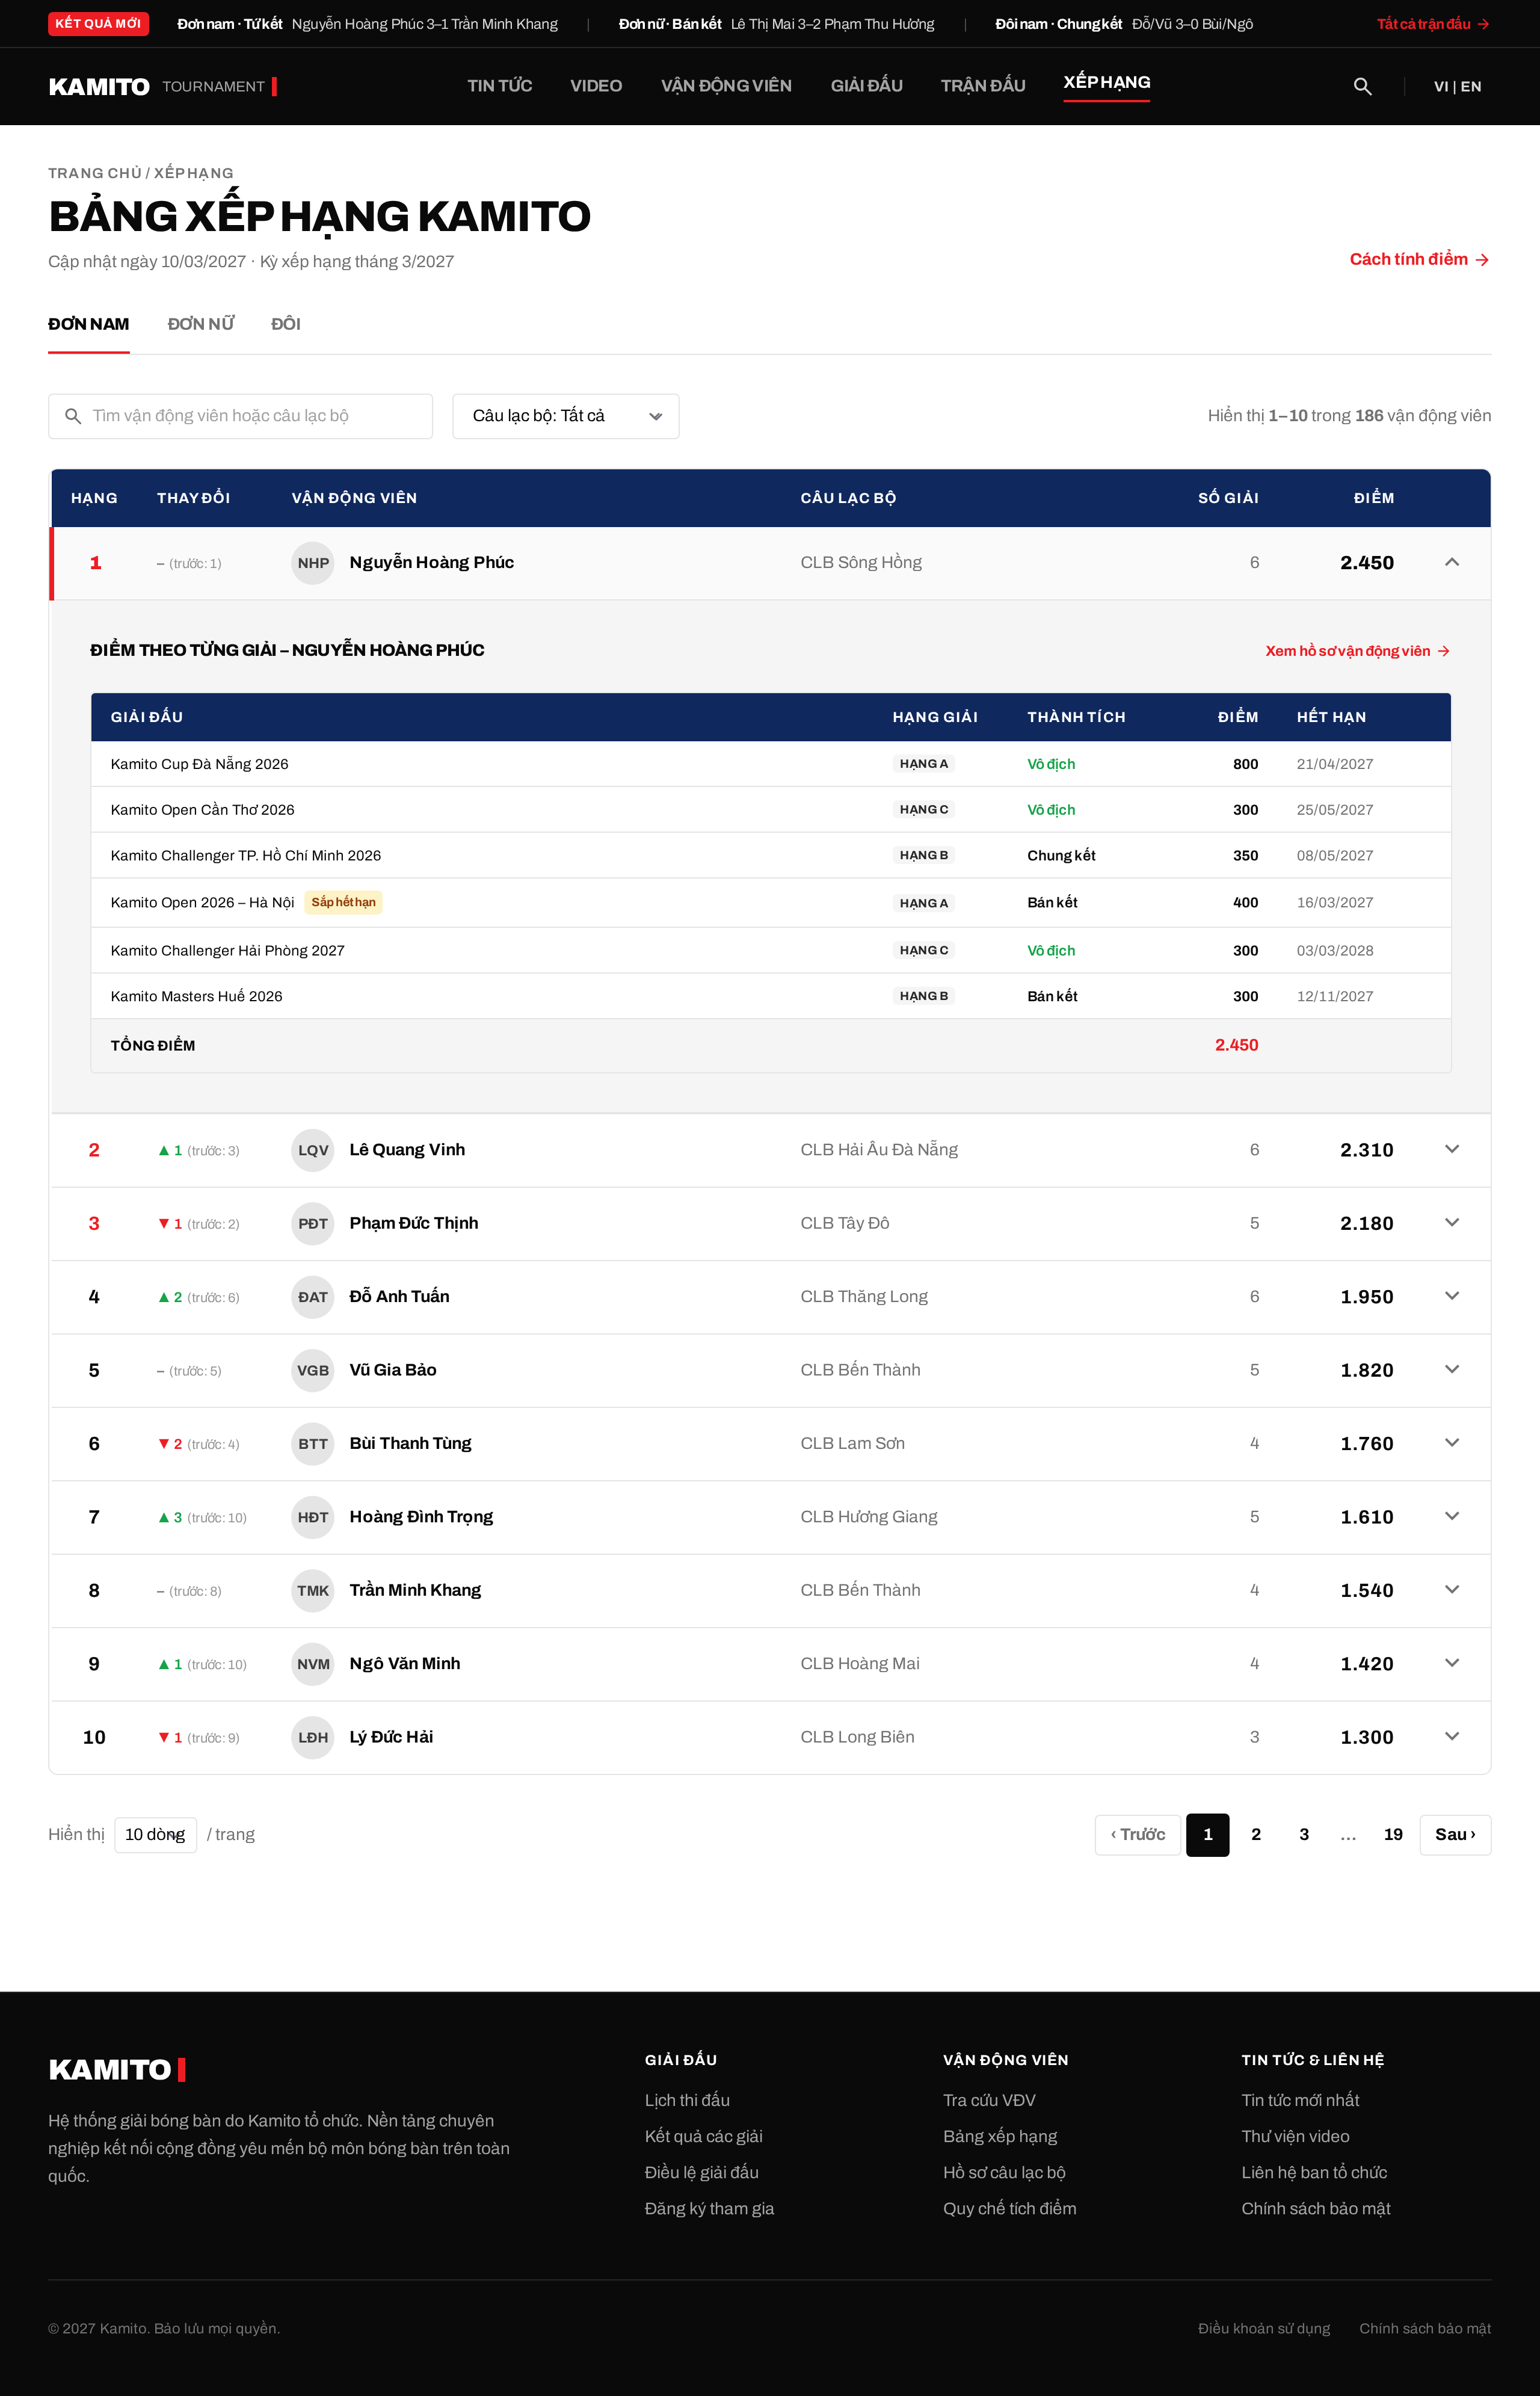 KẾT QUẢ MỚI Đơn nam · Tứ kết Nguyễn Hoàng Phúc 3–1 Trần Minh Khang | Đơn nữ · Bán kết Lê Thị Mai 3–2 Phạm Thu Hương | Đôi nam · Chung kết Đỗ/Vũ 3–0 Bùi/Ngô Tất cả trận đấu →
KAMITO TOURNAMENT TIN TỨC VIDEO VẬN ĐỘNG VIÊN GIẢI ĐẤU TRẬN ĐẤU XẾP HẠNG VI | EN
TRANG CHỦ / XẾP HẠNG
BẢNG XẾP HẠNG KAMITO
Cập nhật ngày 10/03/2027 · Kỳ xếp hạng tháng 3/2027 Cách tính điểm →
ĐƠN NAM ĐƠN NỮ ĐÔI
Tìm vận động viên hoặc câu lạc bộ Câu lạc bộ: Tất cả Hiển thị 1–10 trong 186 vận động viên
HẠNG THAY ĐỔI VẬN ĐỘNG VIÊN CÂU LẠC BỘ SỐ GIẢI ĐIỂM
1 – (trước: 1) NHP Nguyễn Hoàng Phúc CLB Sông Hồng 6 2.450
ĐIỂM THEO TỪNG GIẢI – NGUYỄN HOÀNG PHÚC Xem hồ sơ vận động viên →
GIẢI ĐẤU HẠNG GIẢI THÀNH TÍCH ĐIỂM HẾT HẠN
Kamito Cup Đà Nẵng 2026 HẠNG A Vô địch 800 21/04/2027
Kamito Open Cần Thơ 2026 HẠNG C Vô địch 300 25/05/2027
Kamito Challenger TP. Hồ Chí Minh 2026 HẠNG B Chung kết 350 08/05/2027
Kamito Open 2026 – Hà Nội Sắp hết hạn HẠNG A Bán kết 400 16/03/2027
Kamito Challenger Hải Phòng 2027 HẠNG C Vô địch 300 03/03/2028
Kamito Masters Huế 2026 HẠNG B Bán kết 300 12/11/2027
TỔNG ĐIỂM 2.450
2 ▲ 1 (trước: 3) LQV Lê Quang Vinh CLB Hải Âu Đà Nẵng 6 2.310
3 ▼ 1 (trước: 2) PĐT Phạm Đức Thịnh CLB Tây Đô 5 2.180
4 ▲ 2 (trước: 6) ĐAT Đỗ Anh Tuấn CLB Thăng Long 6 1.950
5 – (trước: 5) VGB Vũ Gia Bảo CLB Bến Thành 5 1.820
6 ▼ 2 (trước: 4) BTT Bùi Thanh Tùng CLB Lam Sơn 4 1.760
7 ▲ 3 (trước: 10) HĐT Hoàng Đình Trọng CLB Hương Giang 5 1.610
8 – (trước: 8) TMK Trần Minh Khang CLB Bến Thành 4 1.540
9 ▲ 1 (trước: 10) NVM Ngô Văn Minh CLB Hoàng Mai 4 1.420
10 ▼ 1 (trước: 9) LĐH Lý Đức Hải CLB Long Biên 3 1.300
Hiển thị 10 dòng / trang ‹ Trước 1 2 3 ... 19 Sau ›
KAMITO
Hệ thống giải bóng bàn do Kamito tổ chức. Nền tảng chuyên
nghiệp kết nối cộng đồng yêu mến bộ môn bóng bàn trên toàn
quốc.
GIẢI ĐẤU
Lịch thi đấu
Kết quả các giải
Điều lệ giải đấu
Đăng ký tham gia
VẬN ĐỘNG VIÊN
Tra cứu VĐV
Bảng xếp hạng
Hồ sơ câu lạc bộ
Quy chế tích điểm
TIN TỨC & LIÊN HỆ
Tin tức mới nhất
Thư viện video
Liên hệ ban tổ chức
Chính sách bảo mật
© 2027 Kamito. Bảo lưu mọi quyền. Điều khoản sử dụng Chính sách bảo mật